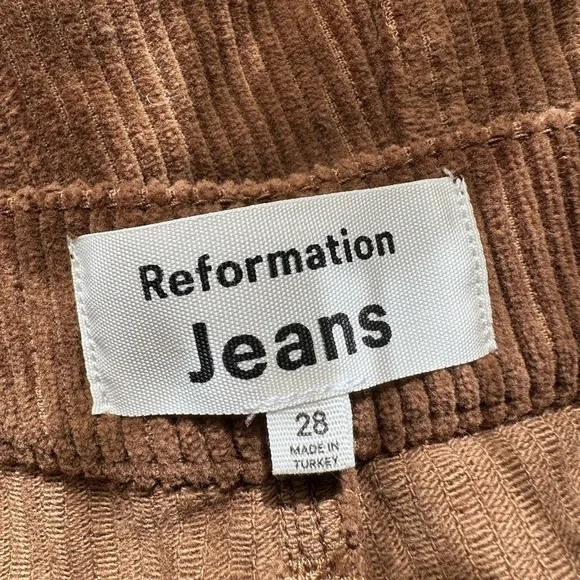 Reformation
Jeans
28
MADE IN
TURKEY